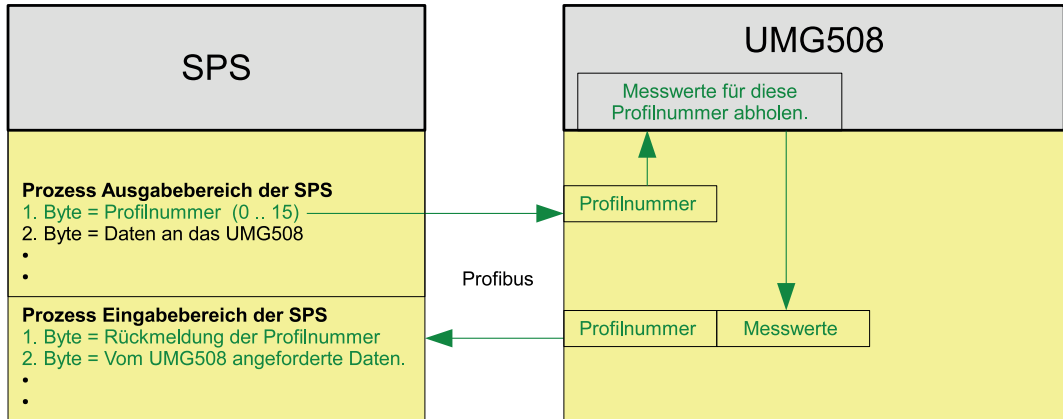 SPS
Prozess Ausgabebereich der SPS
1. Byte = Profilnummer (0 .. 15)
2. Byte = Daten an das UMG508
•
•
Prozess Eingabebereich der SPS
1. Byte = Rückmeldung der Profilnummer
2. Byte = Vom UMG508 angeforderte Daten.
•
•
Profibus
UMG508
Messwerte für diese
Profilnummer abholen.
Profilnummer
Profilnummer
Messwerte